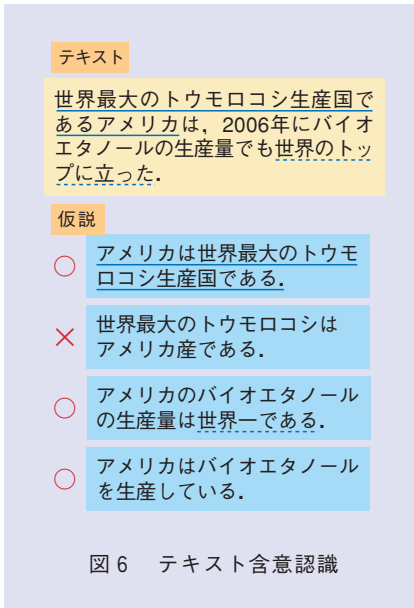 テキスト
世界最大のトウモロコシ生産国で
あるアメリカは，2006年にバイオ
エタノールの生産量でも世界のトッ
プに立った．
仮説
○ アメリカは世界最大のトウモ
ロコシ生産国である．
× 世界最大のトウモロコシは
アメリカ産である．
○ アメリカのバイオエタノール
の生産量は世界一である．
○ アメリカはバイオエタノール
を生産している．
図6　テキスト含意認識